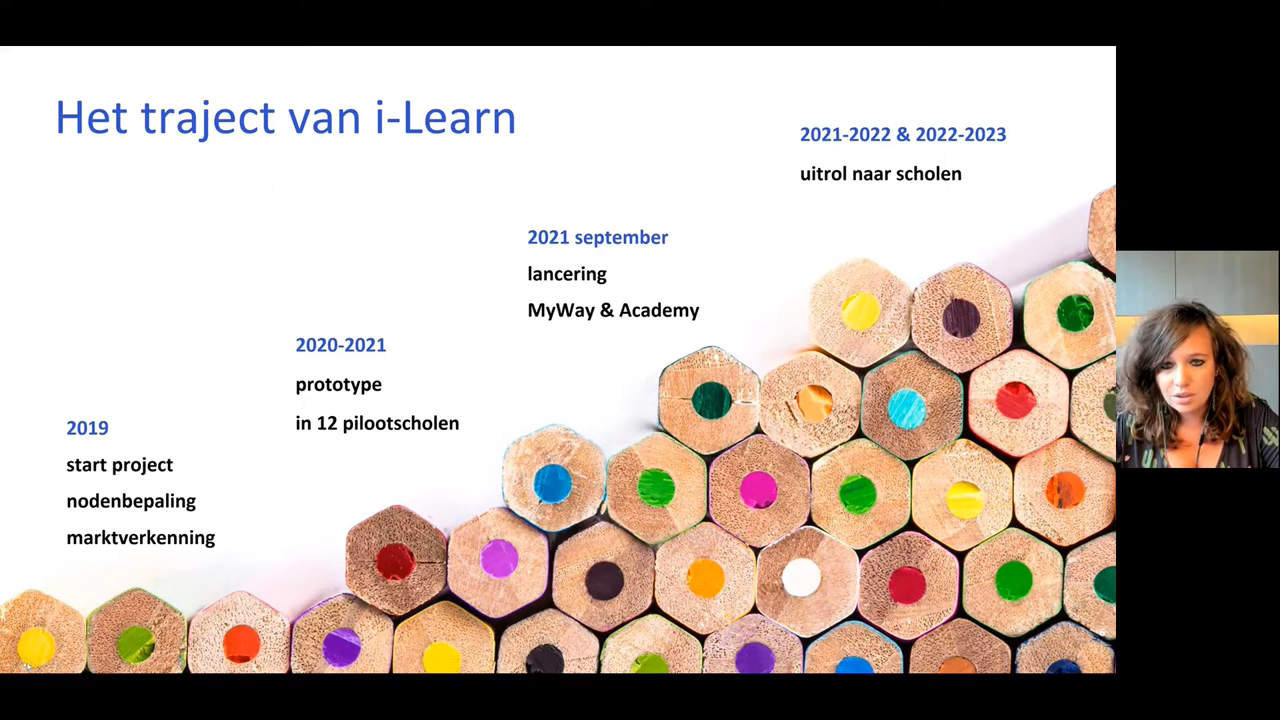 Het traject van i-Learn
2019
start project
nodenbepaling
marktverkenning
2020-2021
prototype
in 12 pilootscholen
2021 september
lancering
MyWay & Academy
2021-2022 & 2022-2023
uitrol naar scholen